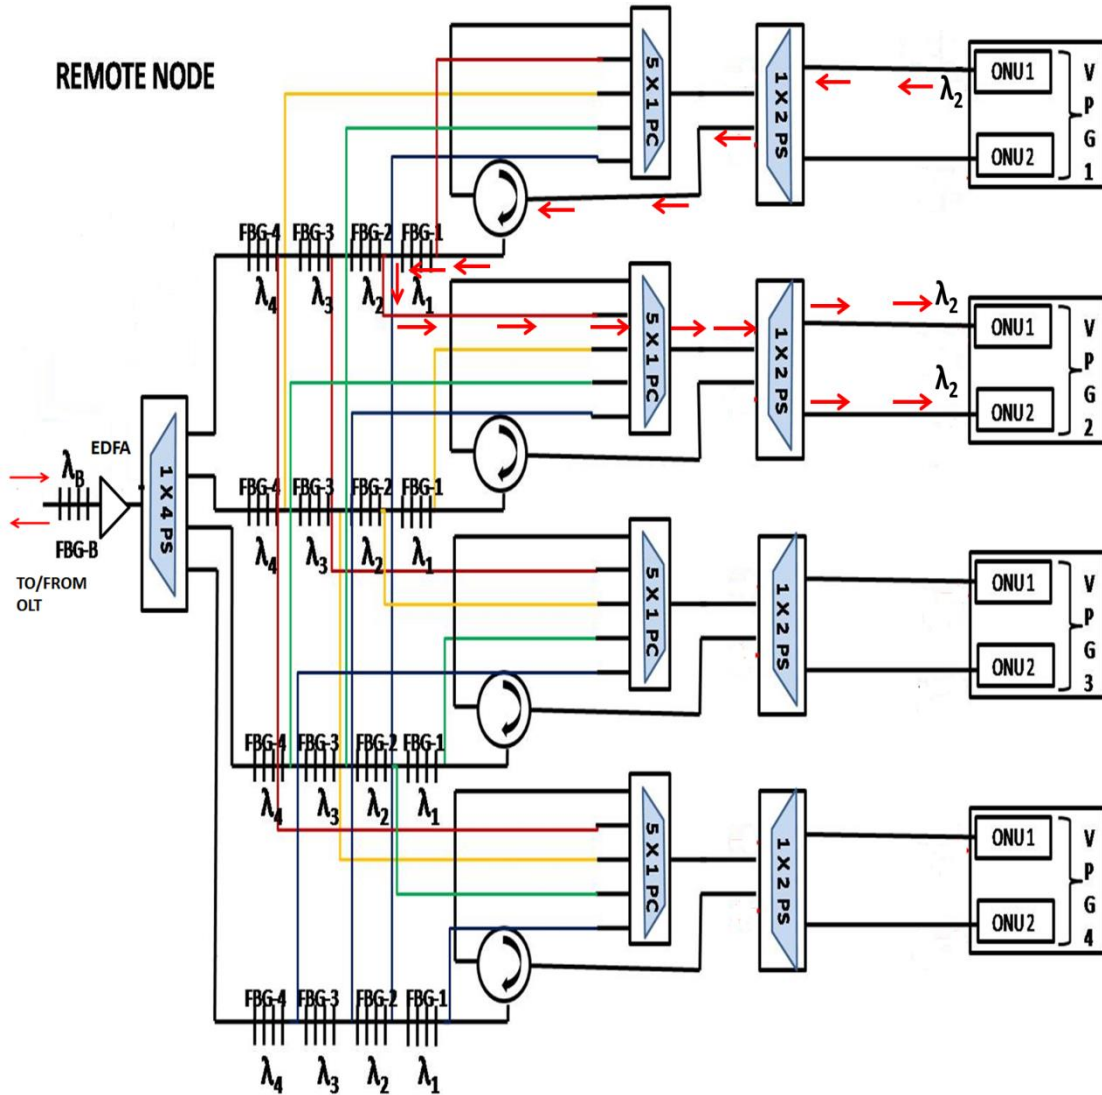 REMOTE NODE
5 X 1 PC
1 X 2 PS
λ2
ONU1
ONU2
VPG1
FBG-4 FBG-3 FBG-2 FBG-1
λ4 λ3 λ2 λ1
5 X 1 PC
1 X 2 PS
λ2
λ2
ONU1
ONU2
VPG2
λB
EDFA
1 X 4 PS
FBG-B
TO/FROM
OLT
FBG-4 FBG-3 FBG-2 FBG-1
λ4 λ3 λ2 λ1
5 X 1 PC
1 X 2 PS
ONU1
ONU2
VPG3
FBG-4 FBG-3 FBG-2 FBG-1
λ4 λ3 λ2 λ1
5 X 1 PC
1 X 2 PS
ONU1
ONU2
VPG4
FBG-4 FBG-3 FBG-2 FBG-1
λ4 λ3 λ2 λ1